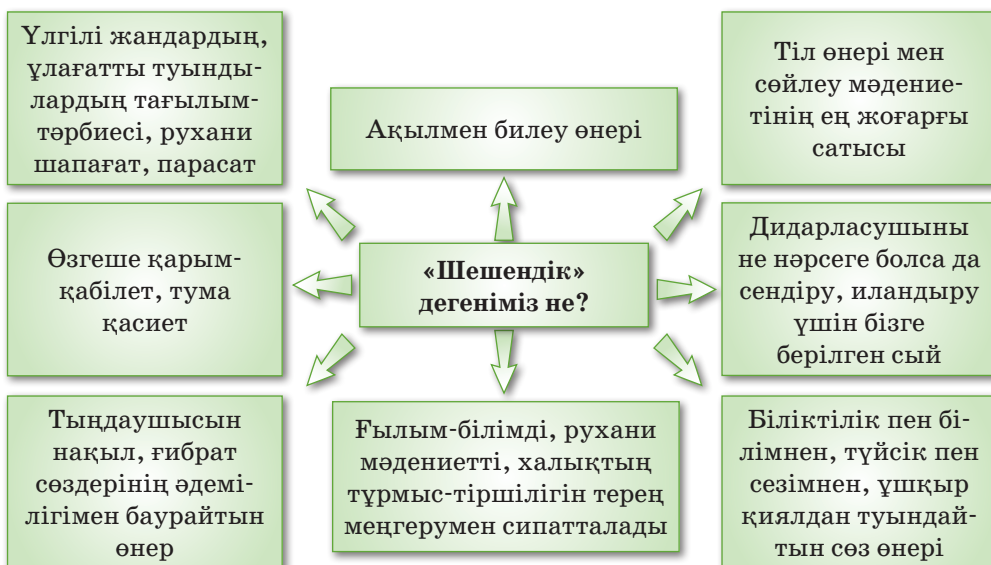 Үлгілі жандардың,
ұлағатты туынды-
лардың тағылым-
тәрбиесі, рухани
шапағат, парасат
Ақылмен билеу өнері
Тіл өнері мен
сөйлеу мәдение-
тінің ең жоғарғы
сатысы
Өзгеше қарым-
қабілет, тума
қасиет
«Шешендік»
дегеніміз не?
Дидарласушыны
не нәрсеге болса да
сендіру, иландыру
үшін бізге
берілген сый
Тыңдаушысын
нақыл, ғибрат
сөздерінің әдемі-
лігімен баурайтын
өнер
Ғылым-білімді, рухани
мәдениетті, халықтың
тұрмыс-тіршілігін терең
меңгерумен сипатталады
Біліктілік пен бі-
лімнен, түйсік пен
сезімнен, ұшқыр
қиялдан туындай-
тын сөз өнері